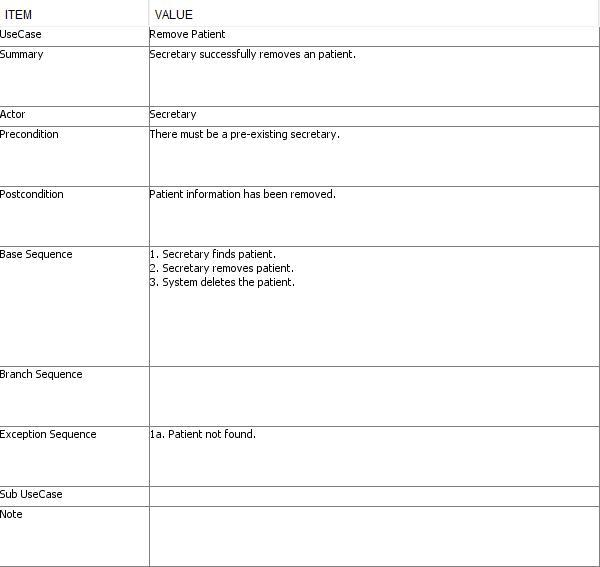 ITEM VALUE
UseCase Remove Patient
Summary Secretary successfully removes an patient.
Actor Secretary
Precondition There must be a pre-existing secretary.
Postcondition Patient information has been removed.
Base Sequence 1. Secretary finds patient.
2. Secretary removes patient.
3. System deletes the patient.
Branch Sequence
Exception Sequence 1a. Patient not found.
Sub UseCase
Note